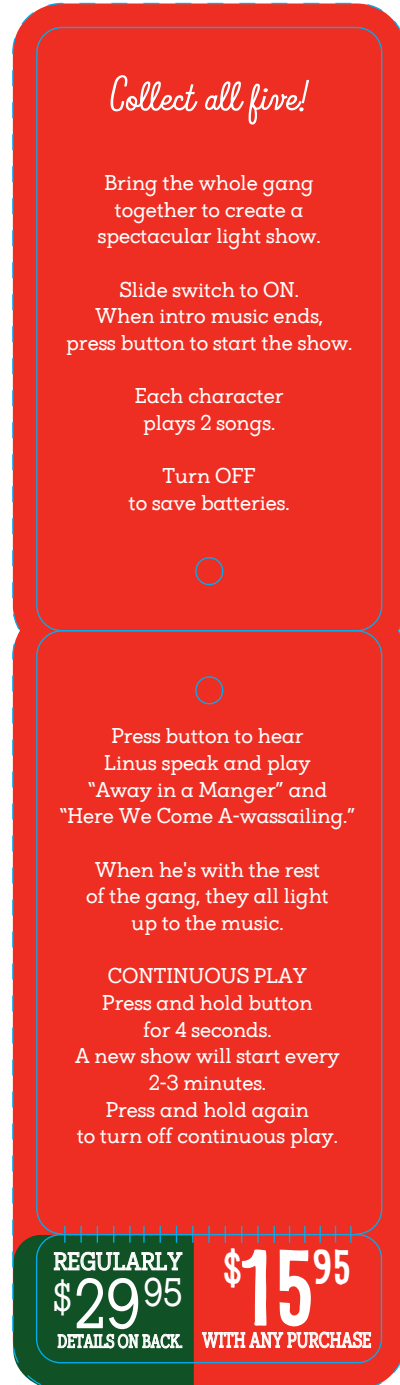 Collect all five!
Bring the whole gang
together to create a
spectacular light show.
Slide switch to ON.
When intro music ends,
press button to start the show.
Each character
plays 2 songs.
Turn OFF
to save batteries.
Press button to hear
Linus speak and play
“Away in a Manger” and
“Here We Come A-wassailing.”
When he's with the rest
of the gang, they all light
up to the music.
CONTINUOUS PLAY
Press and hold button
for 4 seconds.
A new show will start every
2-3 minutes.
Press and hold again
to turn off continuous play.
REGULARLY
$29 95
DETAILS ON BACK.
$15 95
WITH ANY PURCHASE